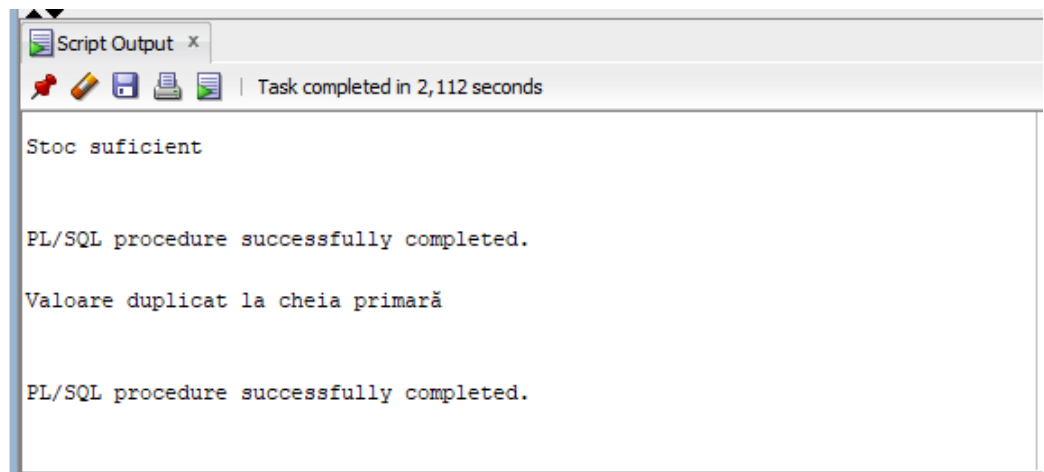 Script Output x
Task completed in 2,112 seconds
Stoc suficient
PL/SQL procedure successfully completed.
Valoare duplicat la cheia primară
PL/SQL procedure successfully completed.